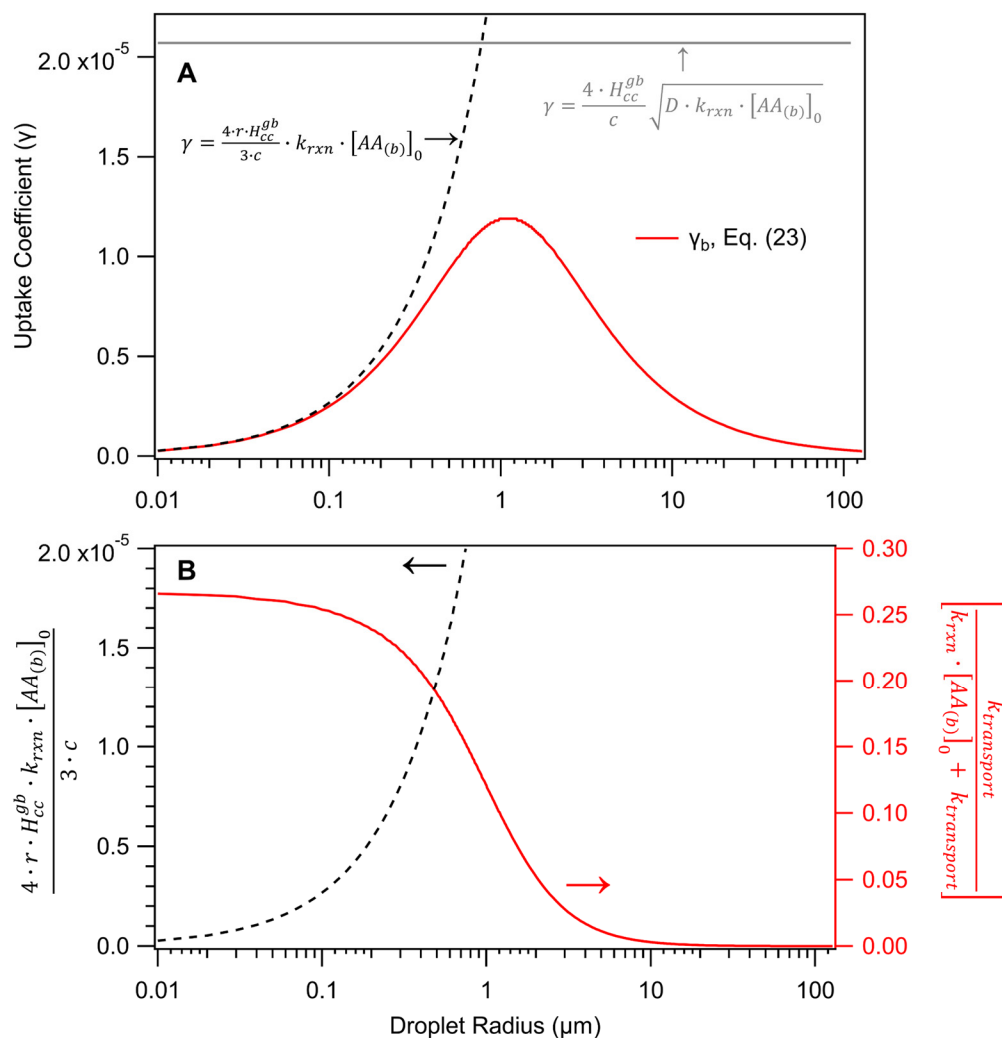 2.0 x10⁻⁵
A
γ = 4 · H_cc^gb / c √(D · k_rxn · [AA_(b)]_0)
γ = 4·r·H_cc^gb / 3·c · k_rxn · [AA_(b)]_0
1.5
Uptake Coefficient (γ)
1.0
γ_b, Eq. (23)
0.5
0.0
0.01 0.1 1 10 100
2.0 x10⁻⁵
B
0.30
1.5
0.25
4 · r · H_cc^gb · k_rxn · [AA_(b)]_0 / 3 · c
0.20
1.0
0.15
[k_transport / k_rxn · [AA_(b)]_0 + k_transport]
0.10
0.5
0.05
0.0
0.00
0.01 0.1 1 10 100
Droplet Radius (µm)